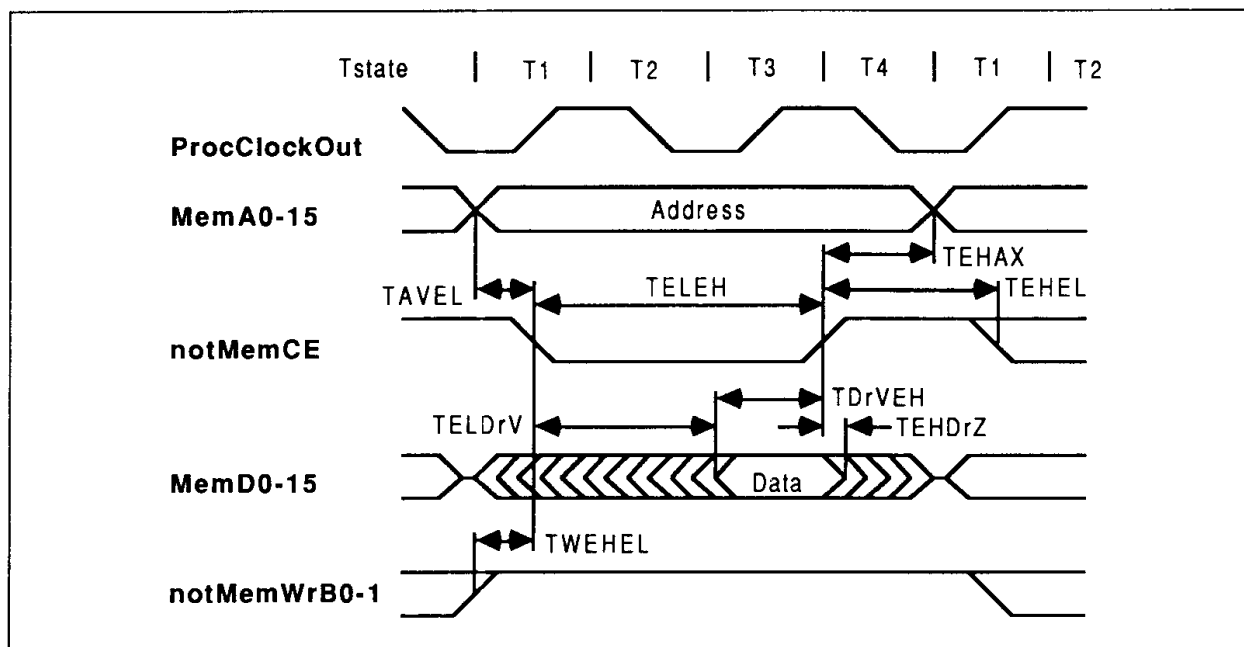 Tstate | T1 | T2 | T3 | T4 | T1 | T2
ProcClockOut
MemA0-15
Address
TEHAX
TAVEL
TELEH
TEHEL
notMemCE
TDrVEH
TELDrV
TEHDrZ
MemD0-15
Data
TWEHEL
notMemWrB0-1